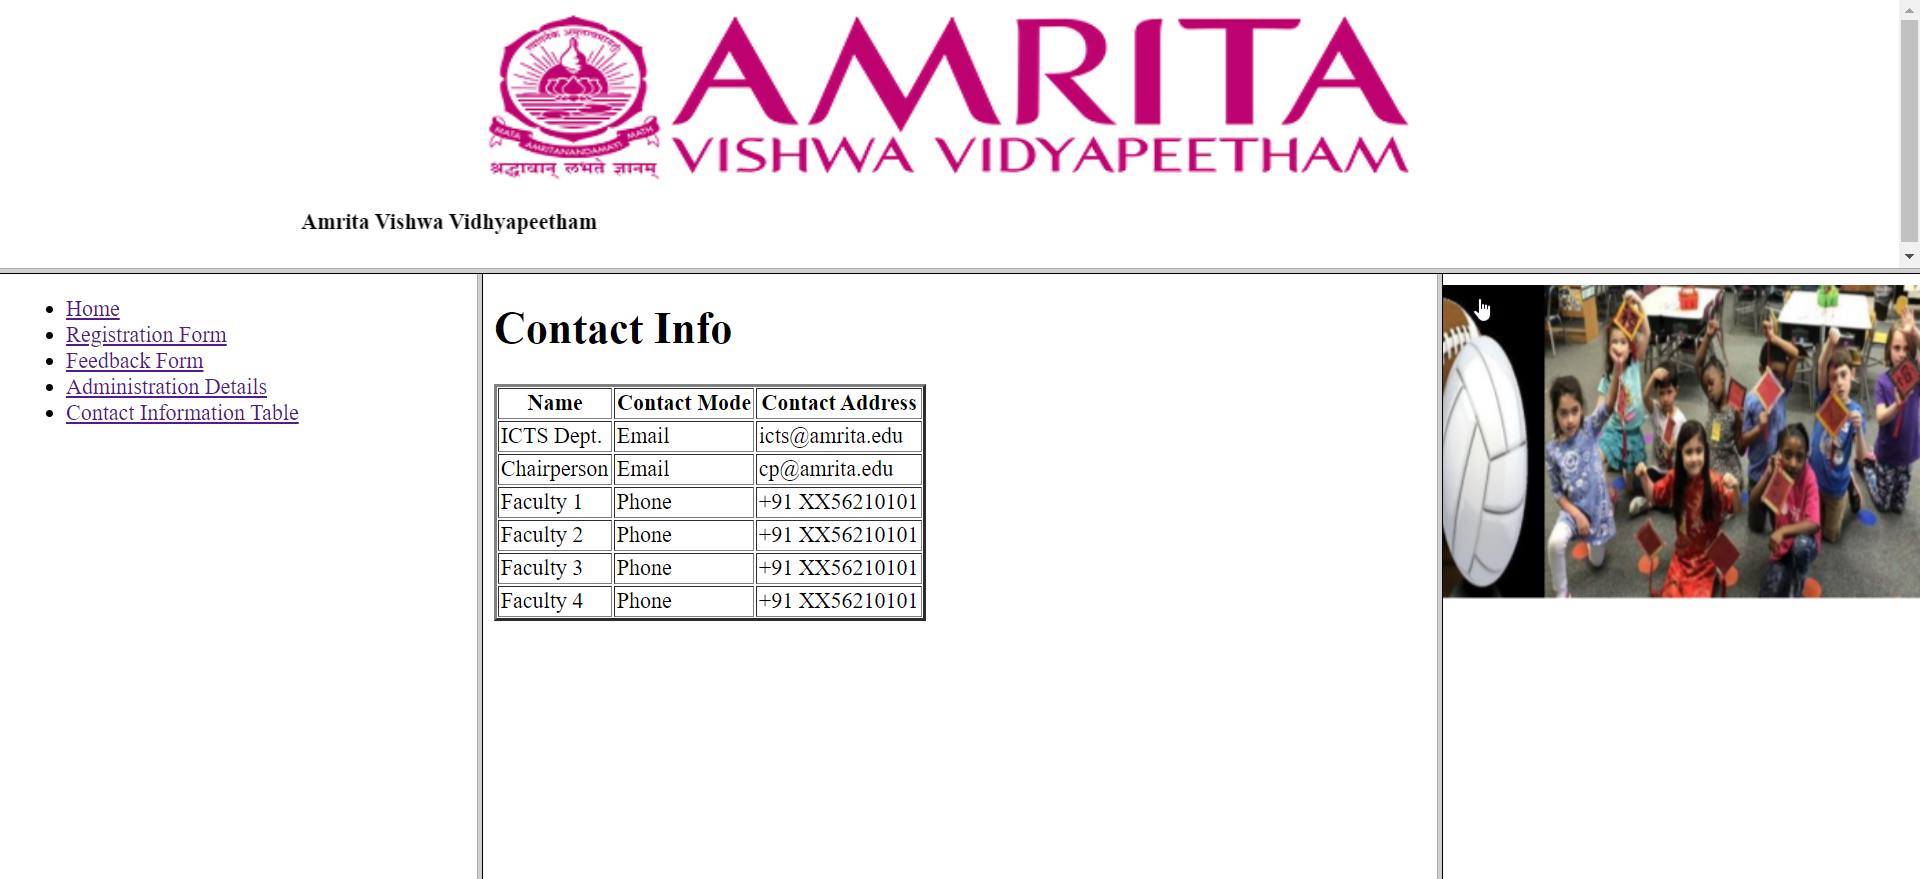 AMRITA
VISHWA VIDYAPEETHAM
MATA AMRITANANDAMAYI MATH
श्रद्धावान् लभते ज्ञानम्
Amrita Vishwa Vidhyapeetham
Home
Registration Form
Feedback Form
Administration Details
Contact Information Table
Contact Info
Name Contact Mode Contact Address
ICTS Dept. Email icts@amrita.edu
Chairperson Email cp@amrita.edu
Faculty 1 Phone +91 XX56210101
Faculty 2 Phone +91 XX56210101
Faculty 3 Phone +91 XX56210101
Faculty 4 Phone +91 XX56210101